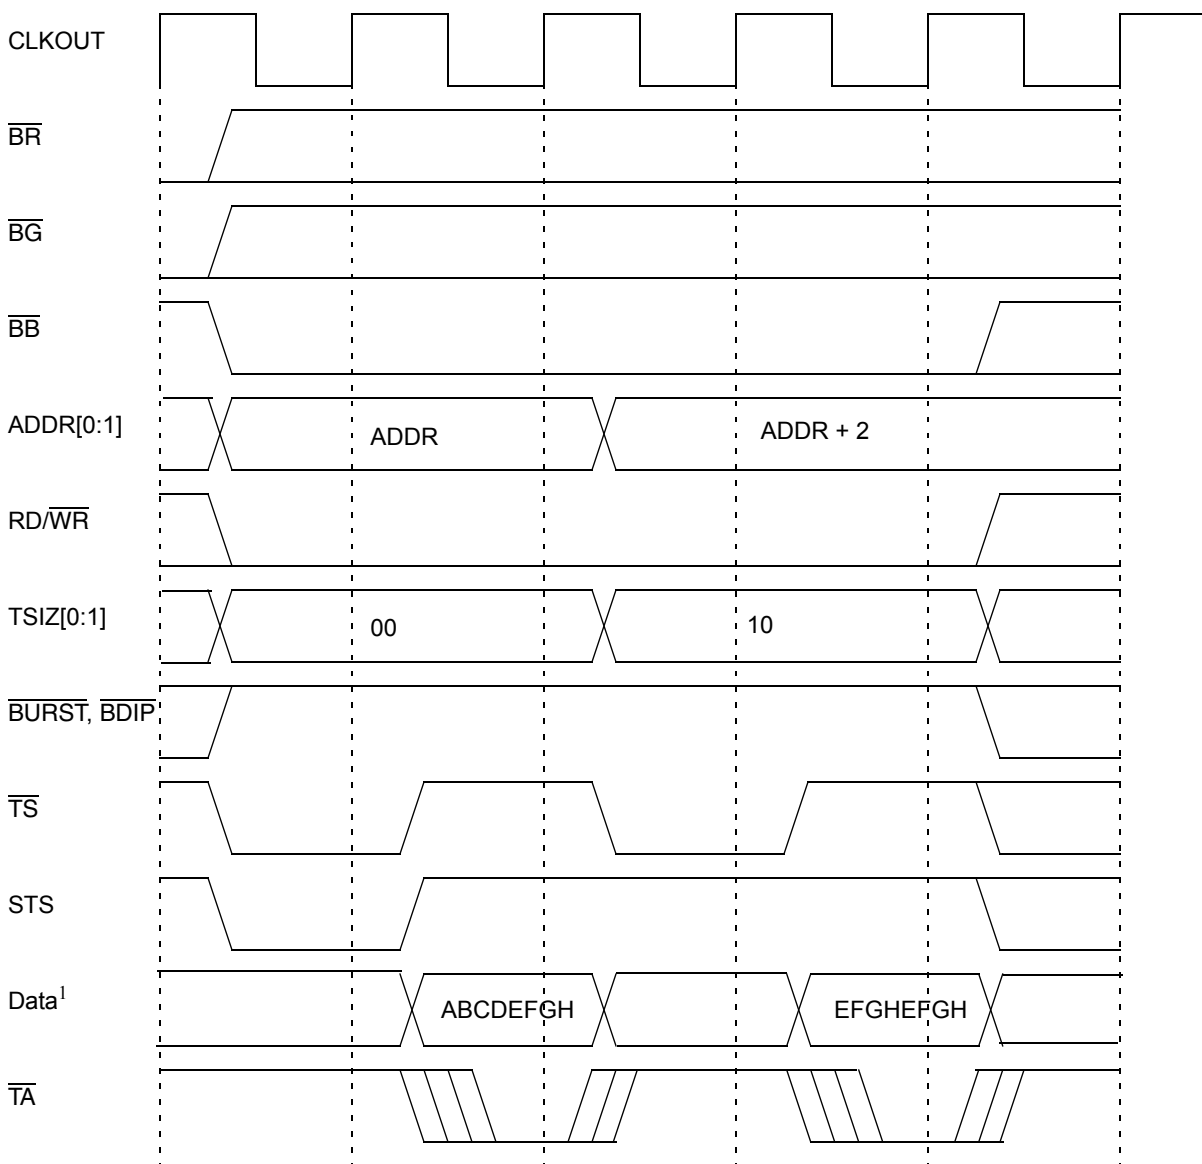 CLKOUT
BR
BG
BB
ADDR[0:1] ADDR ADDR + 2
RD/WR
TSIZ[0:1] 00 10
BURST, BDIP
TS
STS
Data1 ABCDEFGH EFGHEFGH
TA